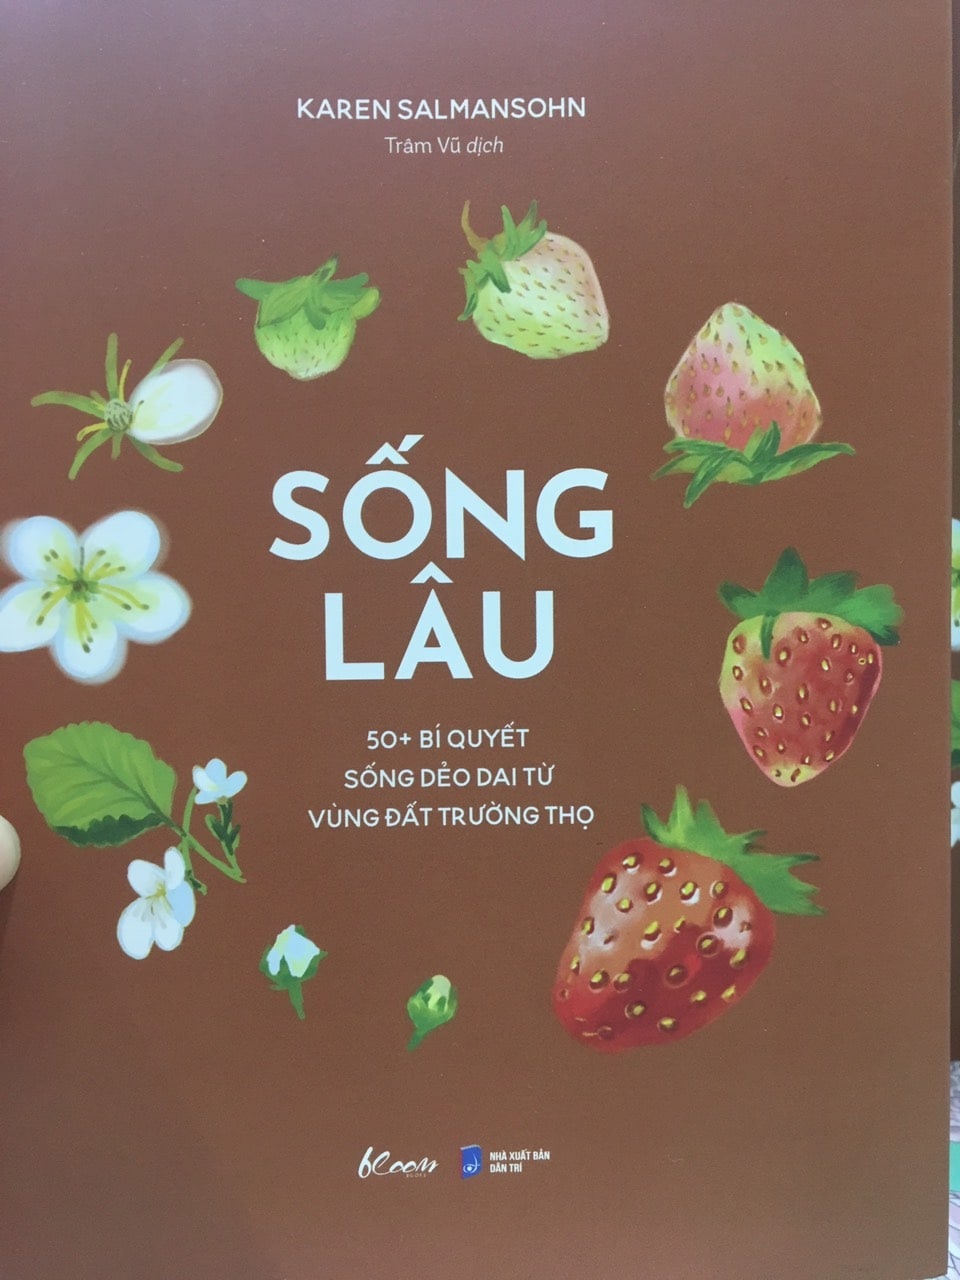 KAREN SALMANSOHN
Trâm Vũ dịch
SỐNG
LÂU
50+ BÍ QUYẾT
SỐNG DẺO DAI TỪ
VÙNG ĐẤT TRƯỜNG THỌ
bloom
BOOKS
NHÀ XUẤT BẢN
DÂN TRÍ